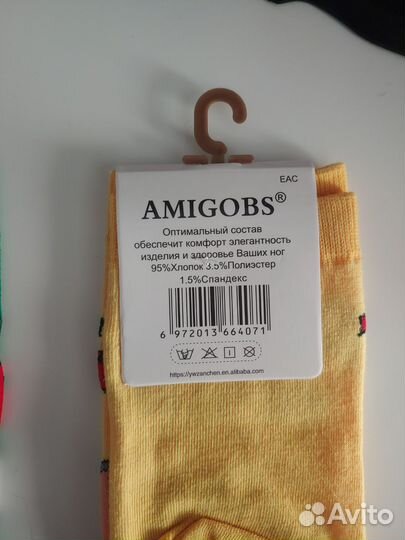 EAC
AMIGOBS®
Оптимальный состав
обеспечит комфорт элегантность
изделия и здоровье Ваших ног
95%Хлопок 3.5%Полиэстер
1.5%Спандекс
6 972013 664071
https://ywzanchen.en.alibaba.com
Avito